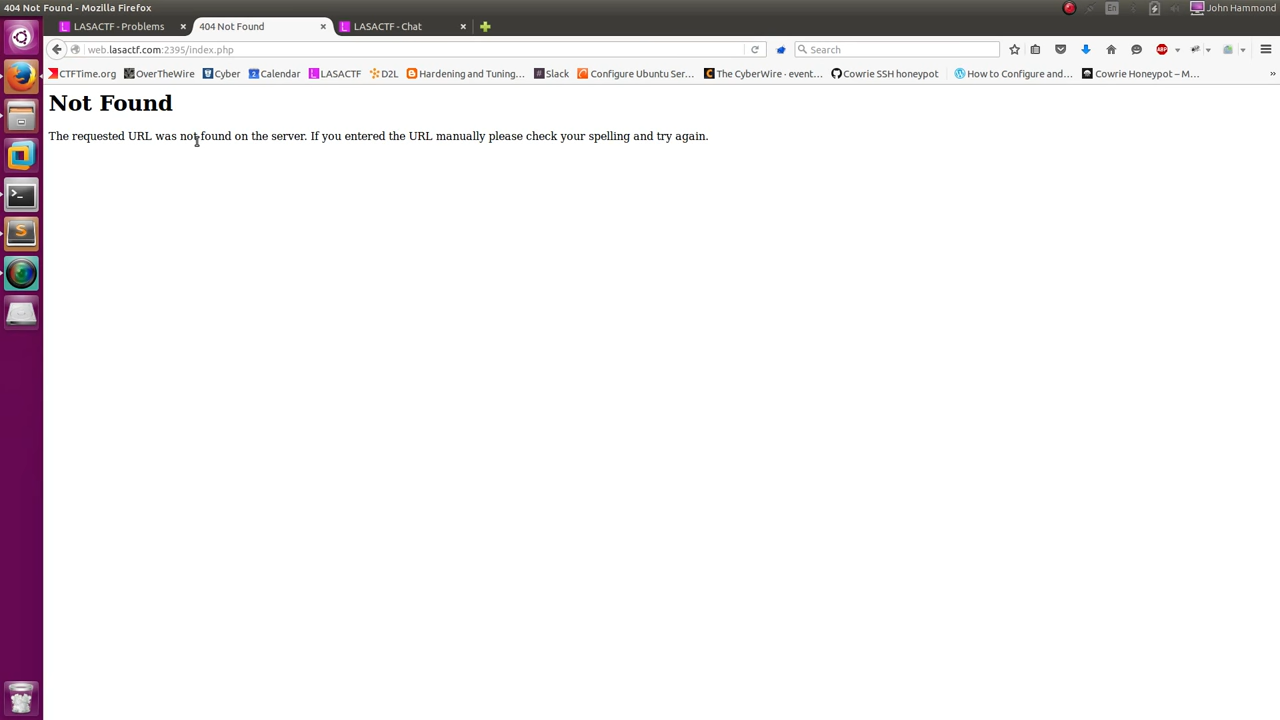 404 Not Found - Mozilla Firefox
En
John Hammond
LASACTF - Problems
404 Not Found
LASACTF - Chat
web.lasactf.com:2395/index.php
Search
ABP
CTFTime.org
OverTheWire
Cyber
Calendar
LASACTF
D2L
Hardening and Tuning...
Slack
Configure Ubuntu Ser...
The CyberWire - event...
Cowrie SSH honeypot
How to Configure and...
Cowrie Honeypot – M...
»
Not Found
The requested URL was not found on the server. If you entered the URL manually please check your spelling and try again.